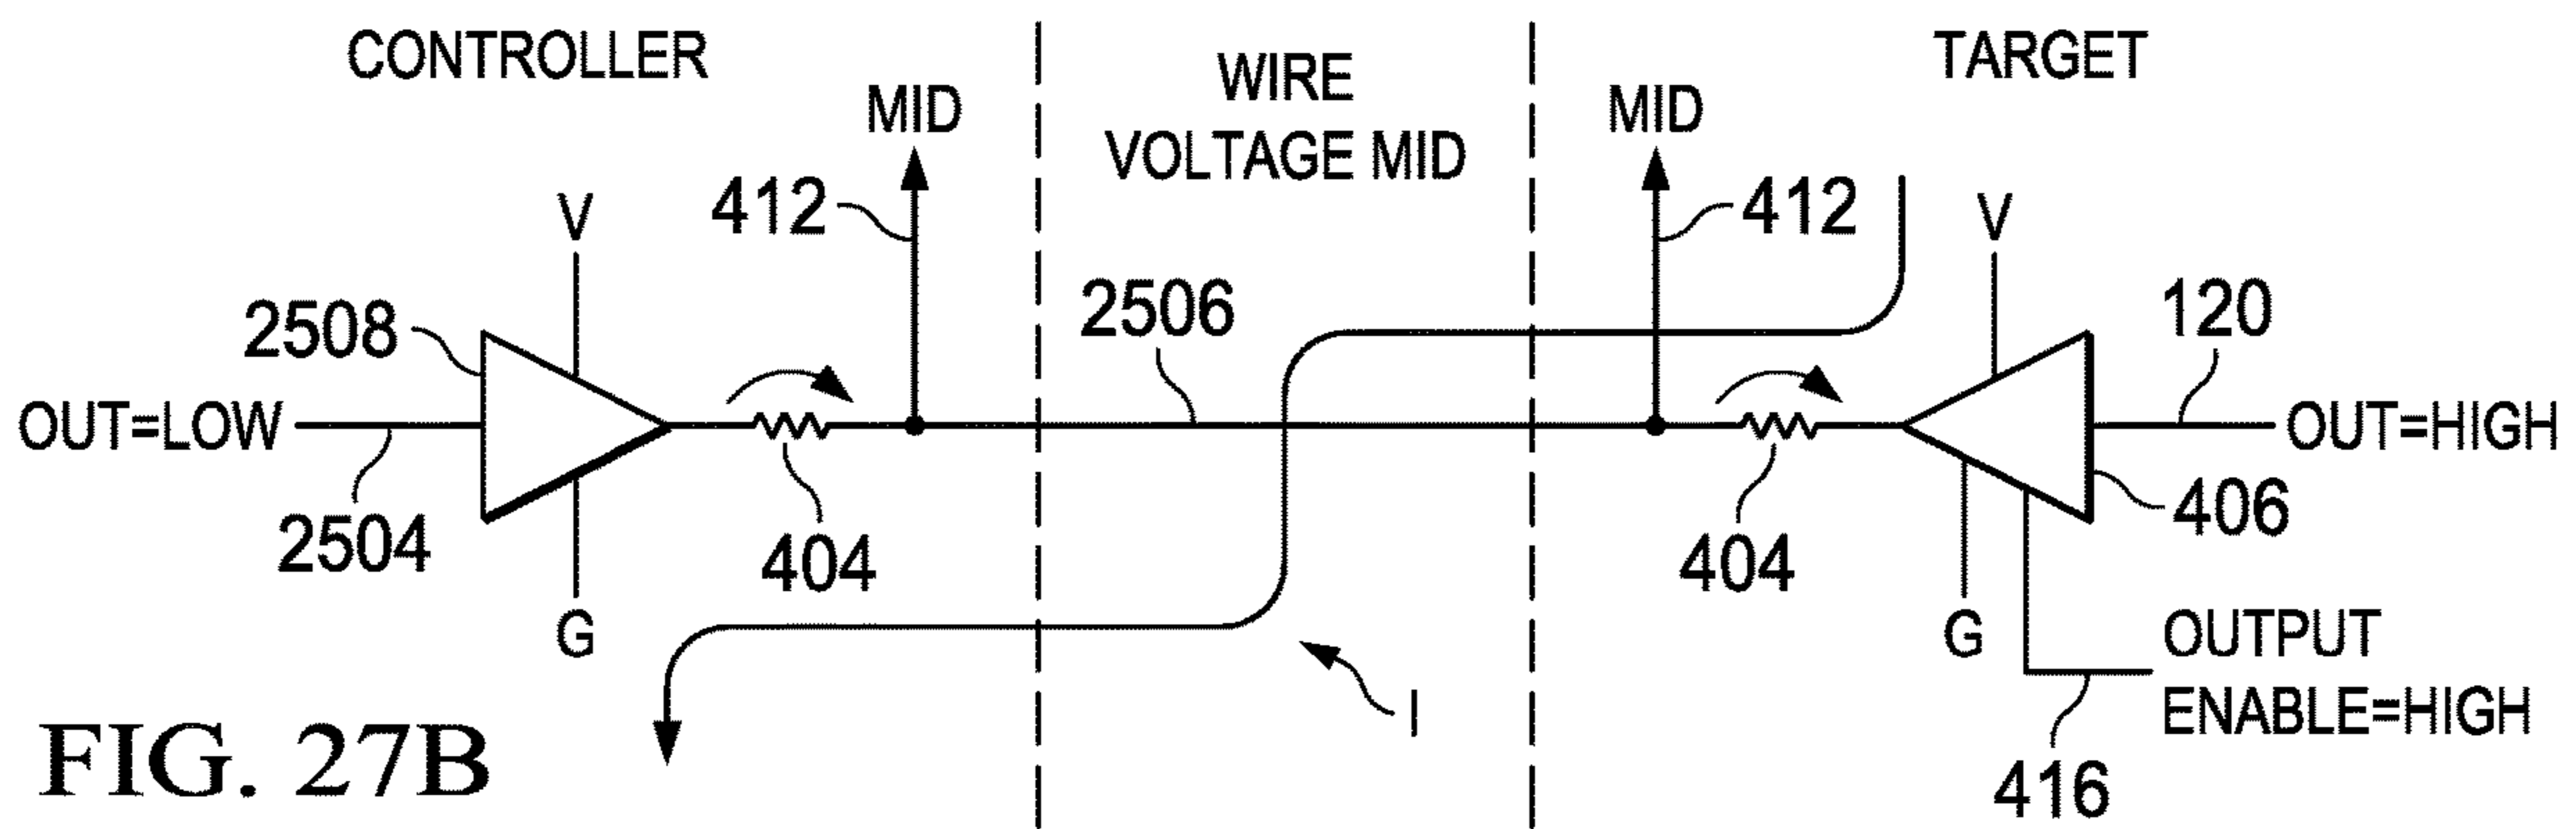 CONTROLLER
WIRE
VOLTAGE MID
TARGET
MID
MID
412
412
V
V
2508
2506
120
OUT=LOW
OUT=HIGH
2504
404
404
406
G
G
OUTPUT
ENABLE=HIGH
I
416
FIG. 27B